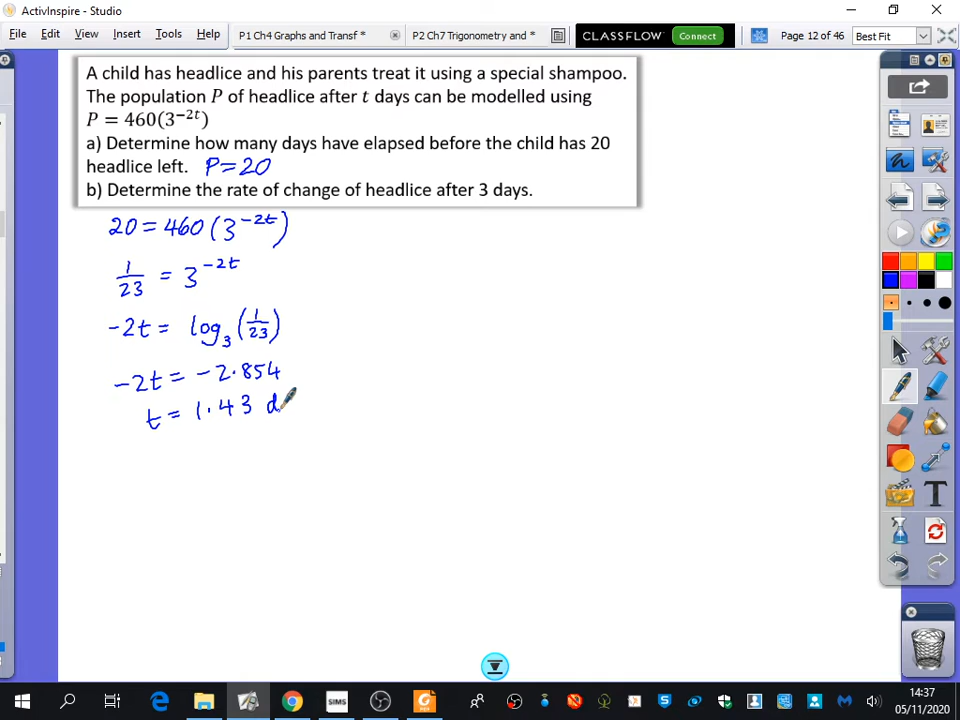 ActivInspire - Studio
File Edit View Insert Tools Help P1 Ch4 Graphs and Transf * P2 Ch7 Trigonometry and * CLASSFLOW Connect Page 12 of 46 Best Fit
A child has headlice and his parents treat it using a special shampoo.
The population P of headlice after t days can be modelled using
P = 460(3⁻²ᵗ)
a) Determine how many days have elapsed before the child has 20
headlice left. P=20
b) Determine the rate of change of headlice after 3 days.
20 = 460 (3⁻²ᵗ)
1/23 = 3⁻²ᵗ
-2t = log₃ (1/23)
-2t = -2.854
t = 1.43 d
SIMS
14:37
05/11/2020